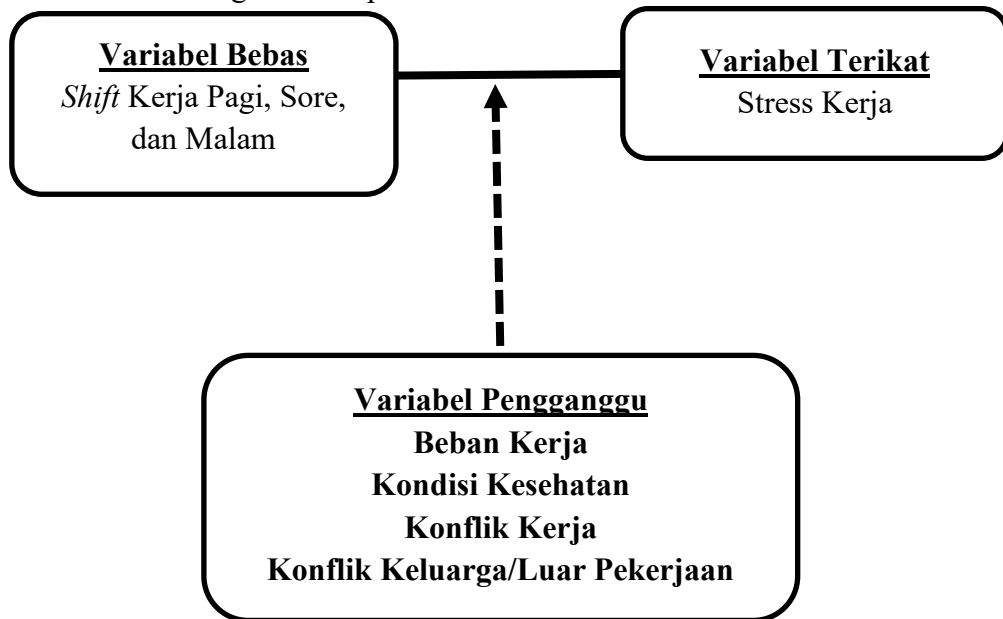 Variabel Bebas
Shift Kerja Pagi, Sore,
dan Malam
Variabel Terikat
Stress Kerja
Variabel Pengganggu
Beban Kerja
Kondisi Kesehatan
Konflik Kerja
Konflik Keluarga/Luar Pekerjaan